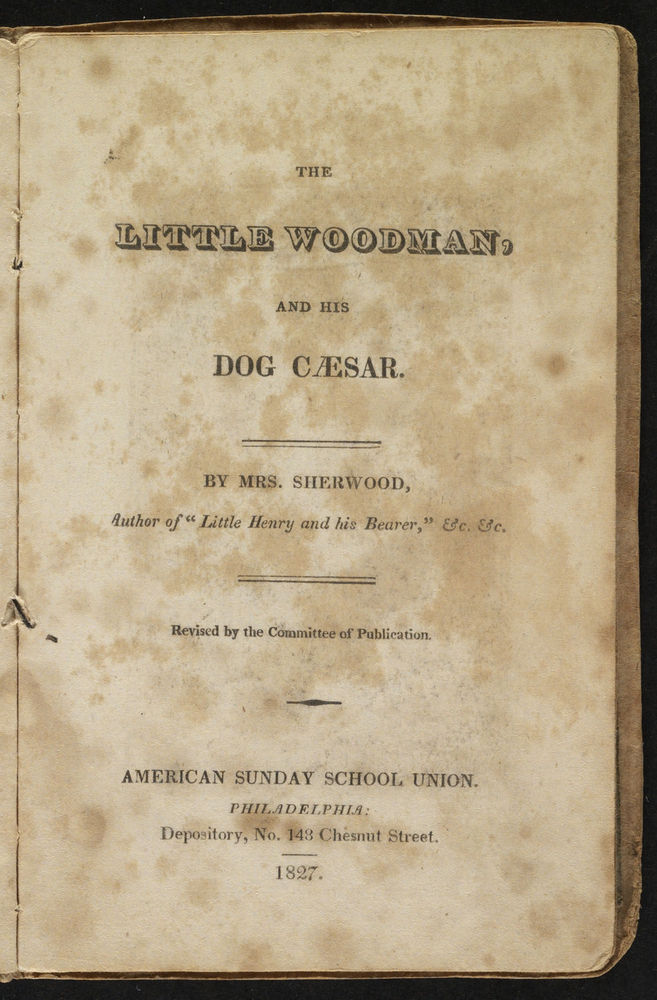 THE
LITTLE WOODMAN,
AND HIS
DOG CÆSAR.
BY MRS. SHERWOOD,
Author of “ Little Henry and his Bearer,” &c. &c.
Revised by the Committee of Publication.
AMERICAN SUNDAY SCHOOL UNION.
PHILADELPHIA:
Depository, No. 148 Chesnut Street.
1827.